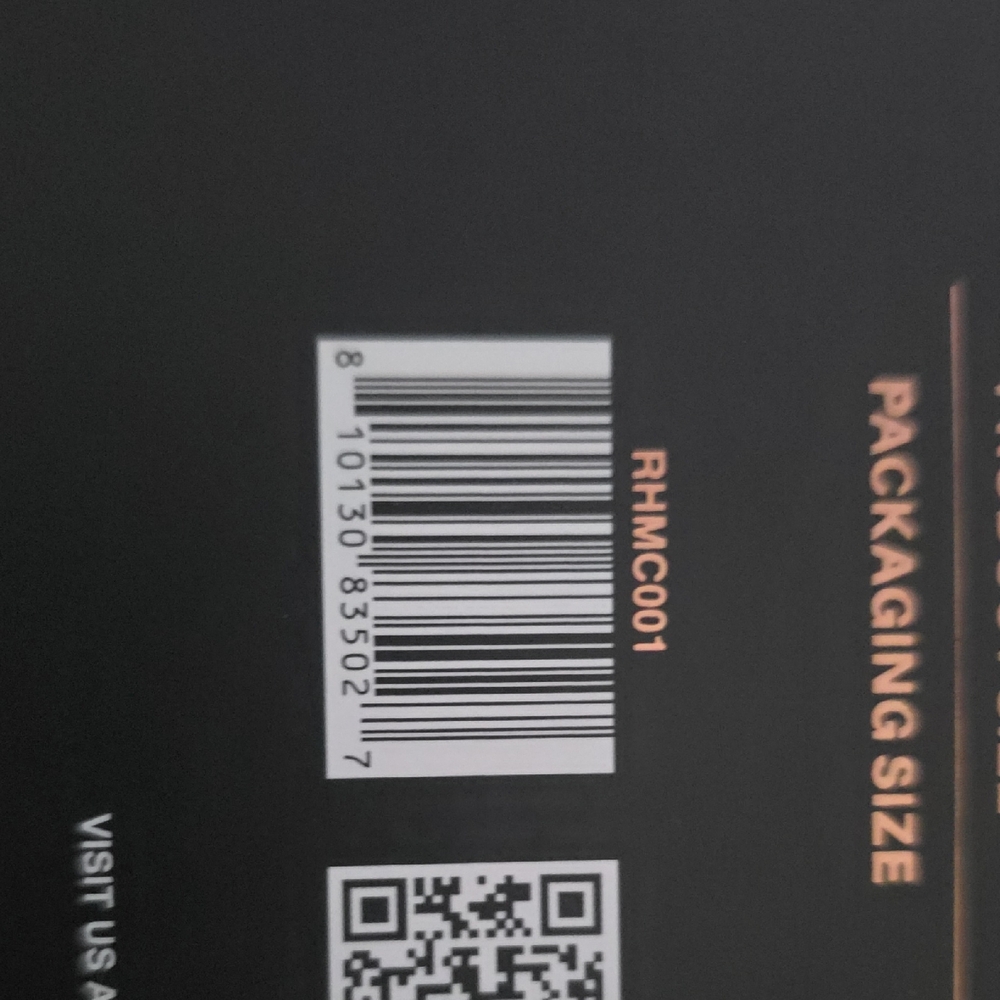 PACKAGING SIZE
RHMC001
8 10130 83502 7
VISIT US A